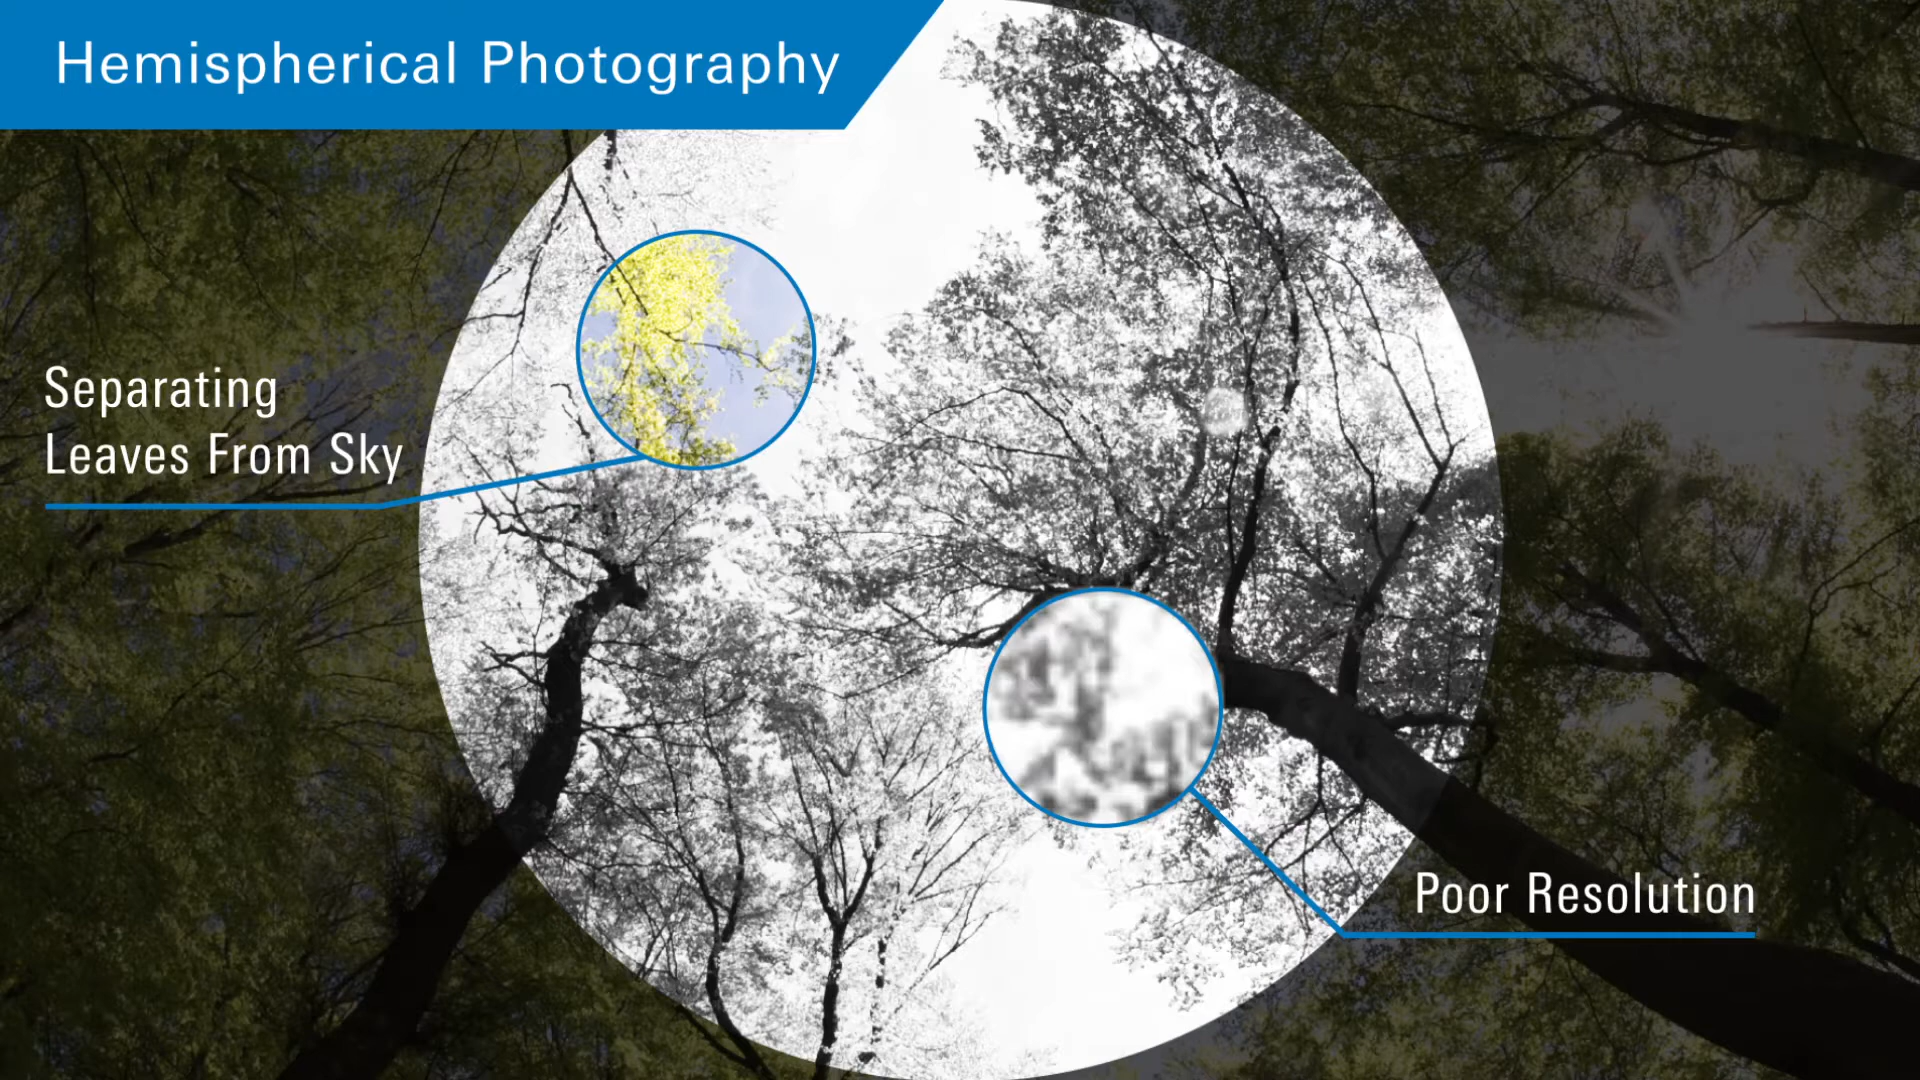 Hemispherical Photography
Separating
Leaves From Sky
Poor Resolution